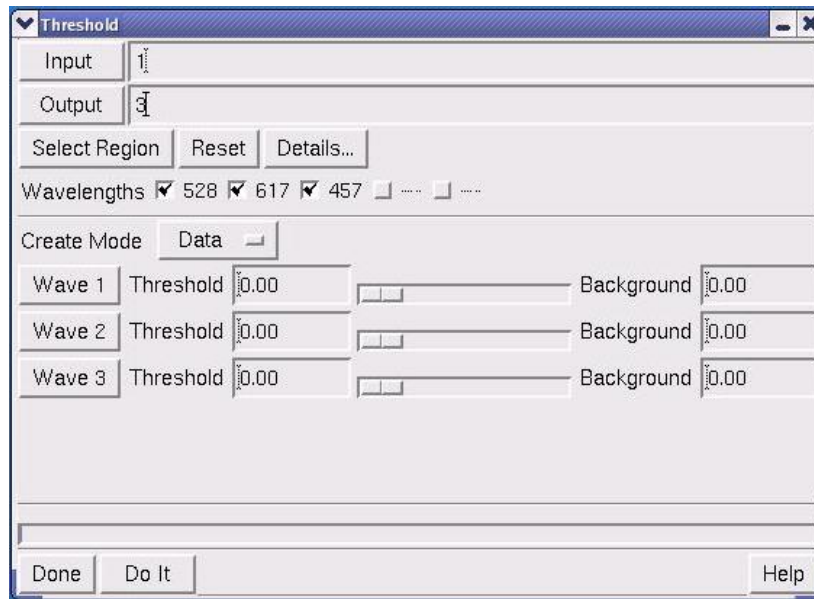 Threshold
Input 1
Output 3
Select Region Reset Details...
Wavelengths 528 617 457 ---- ----
Create Mode Data
Wave 1 Threshold 0.00 Background 0.00
Wave 2 Threshold 0.00 Background 0.00
Wave 3 Threshold 0.00 Background 0.00
Done Do It Help